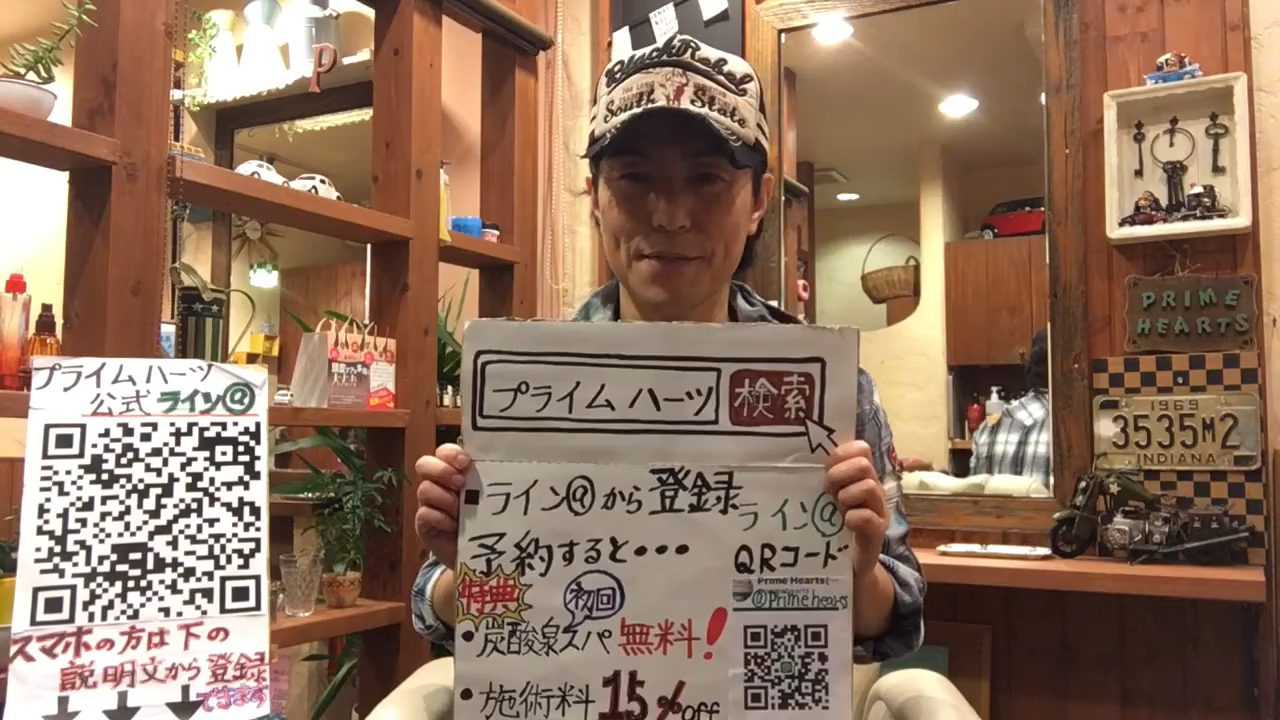 プライムハーツ
公式ライン@
スマホの方は下の
説明文から登録
できます
p
Black Rebel
South State
プライム ハーツ 検索
■ライン@から登録
予約すると・・・
特典
初回
・炭酸泉スパ 無料!
・施術料 15%off
ライン@
QRコード
Prime Hearts
@Primehearts
PRIME
HEARTS
1969
3535M2
INDIANA